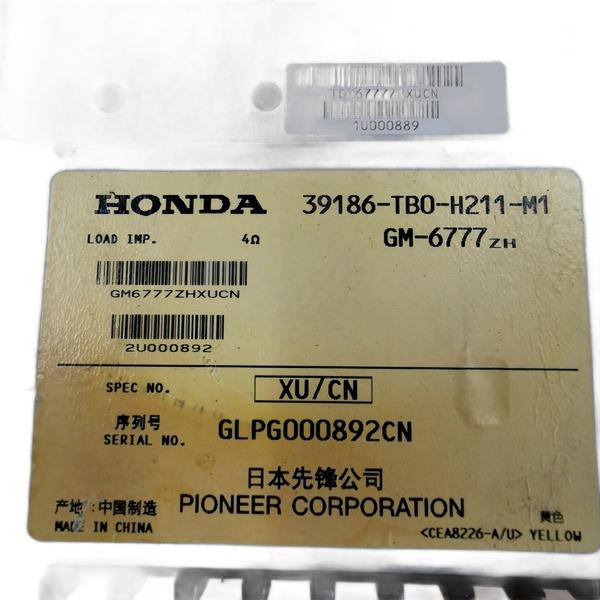 1U000889
HONDA 39186-TB0-H211-M1
LOAD IMP. 4Ω GM-6777ZH
GM6777ZHXUCN
2U000892
SPEC NO. XU/CN
序列号
SERIAL NO. GLPG000892CN
日本先锋公司
产地:中国制造 PIONEER CORPORATION 黄色
MADE IN CHINA <CEA8226-A/U> YELLOW